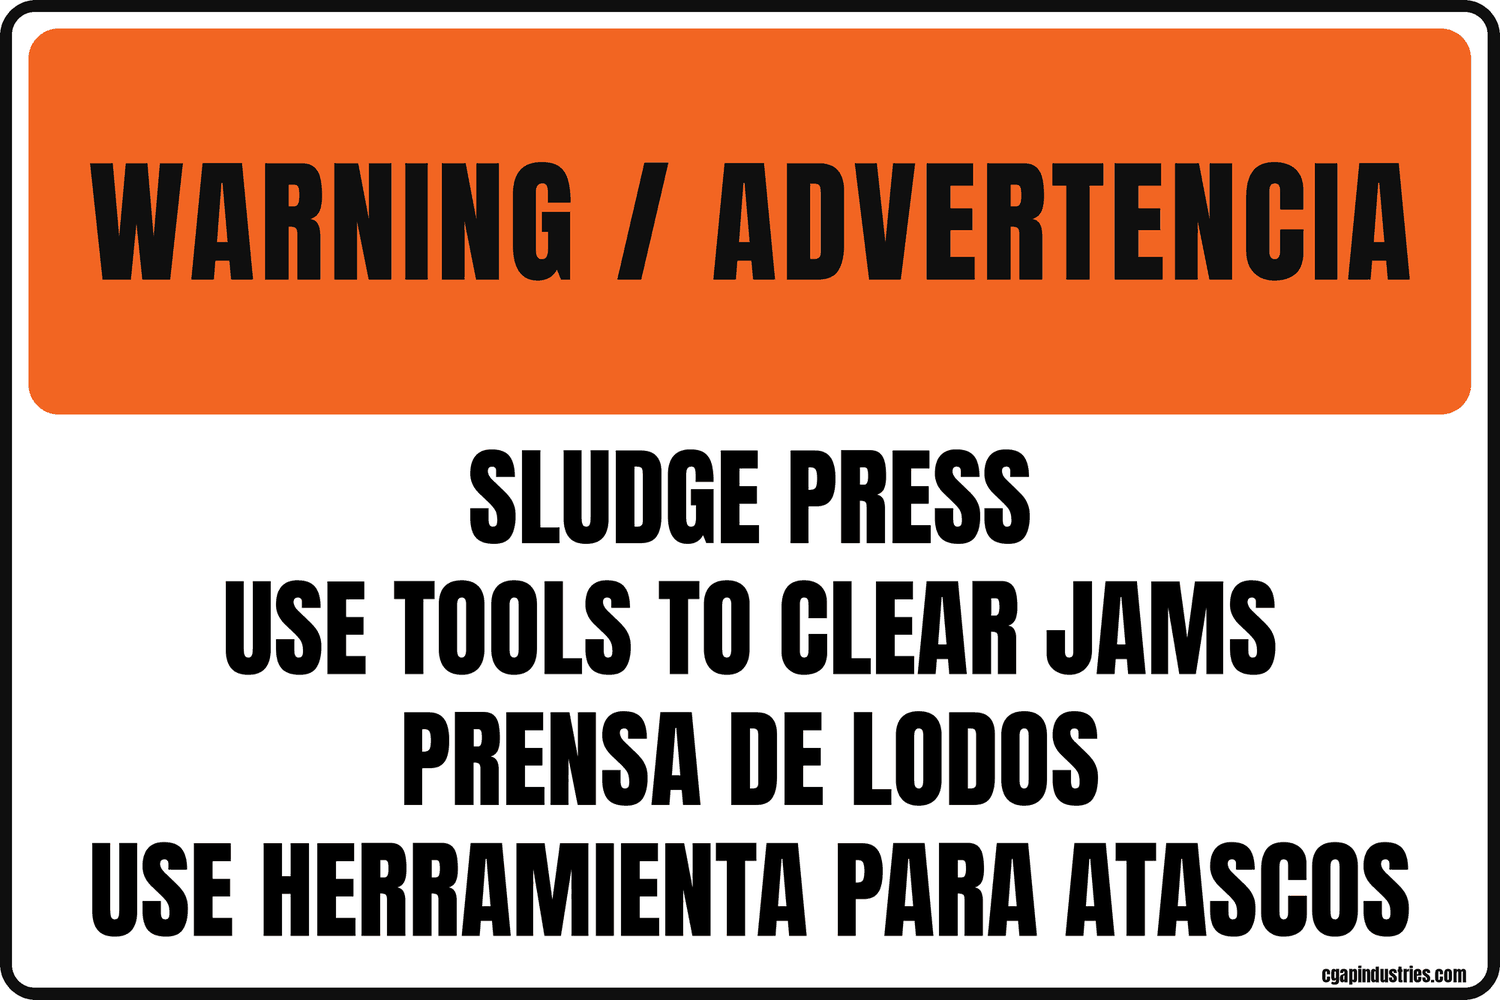 WARNING / ADVERTENCIA
SLUDGE PRESS
USE TOOLS TO CLEAR JAMS
PRENSA DE LODOS
USE HERRAMIENTA PARA ATASCOS
cgapindustries.com